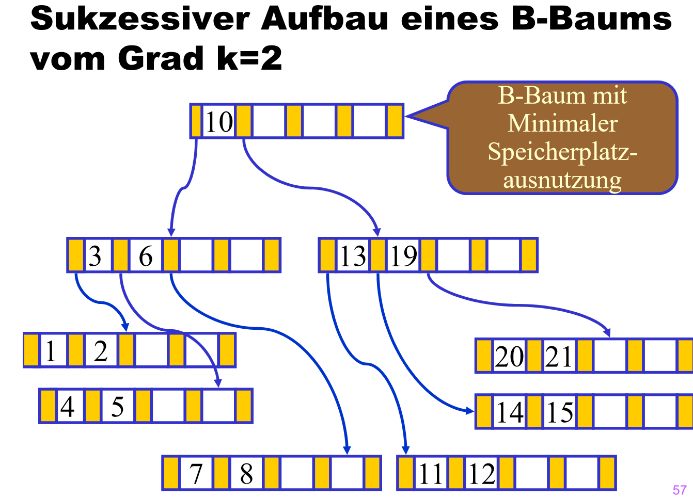 Sukzessiver Aufbau eines B-Baums
vom Grad k=2
B-Baum mit
Minimaler
Speicherplatz-
ausnutzung
10
3 6
13 19
1 2
20 21
4 5
14 15
7 8
11 12
57